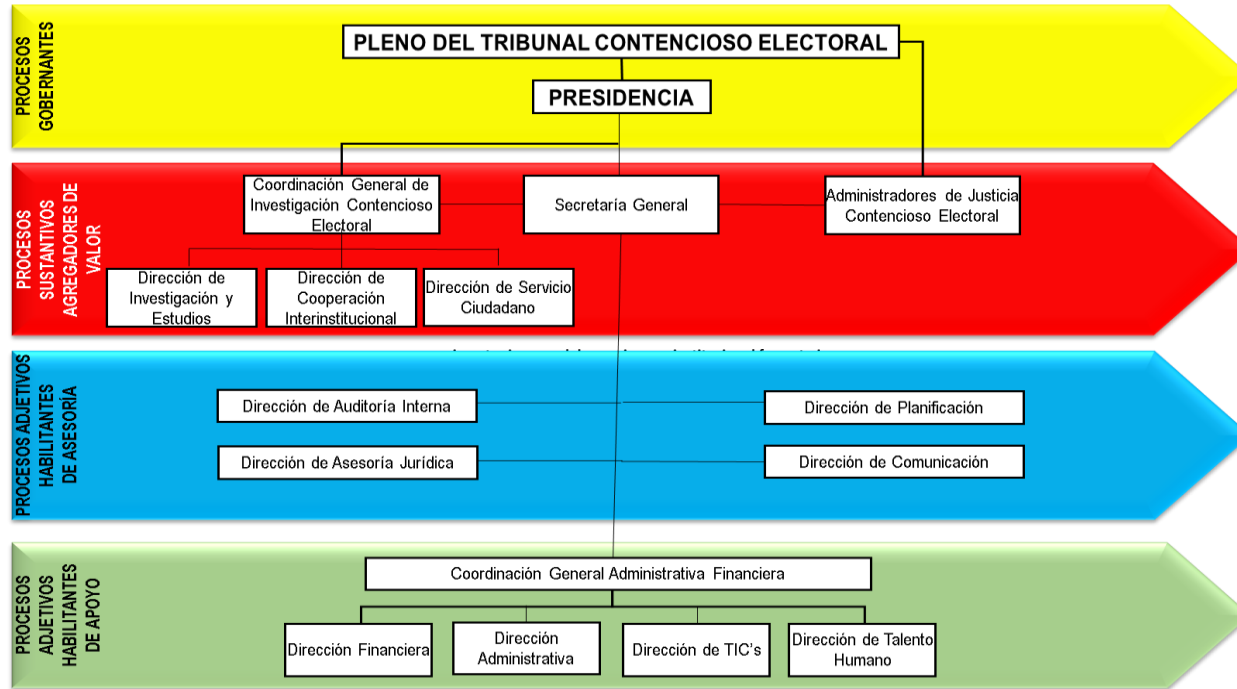 PROCESOS
GOBERNANTES
PLENO DEL TRIBUNAL CONTENCIOSO ELECTORAL
PRESIDENCIA
PROCESOS
SUSTANTIVOS
AGREGADORES DE
VALOR
Coordinación General de
Investigación Contencioso
Electoral
Secretaría General
Administradores de Justicia
Contencioso Electoral
Dirección de
Investigación y
Estudios
Dirección de
Cooperación
Interinstitucional
Dirección de Servicio
Ciudadano
PROCESOS ADJETIVOS
HABILITANTES
DE ASESORÍA
Dirección de Auditoría Interna
Dirección de Planificación
Dirección de Asesoría Jurídica
Dirección de Comunicación
PROCESOS
ADJETIVOS
HABILITANTES
DE APOYO
Coordinación General Administrativa Financiera
Dirección Financiera
Dirección
Administrativa
Dirección de TIC's
Dirección de Talento
Humano